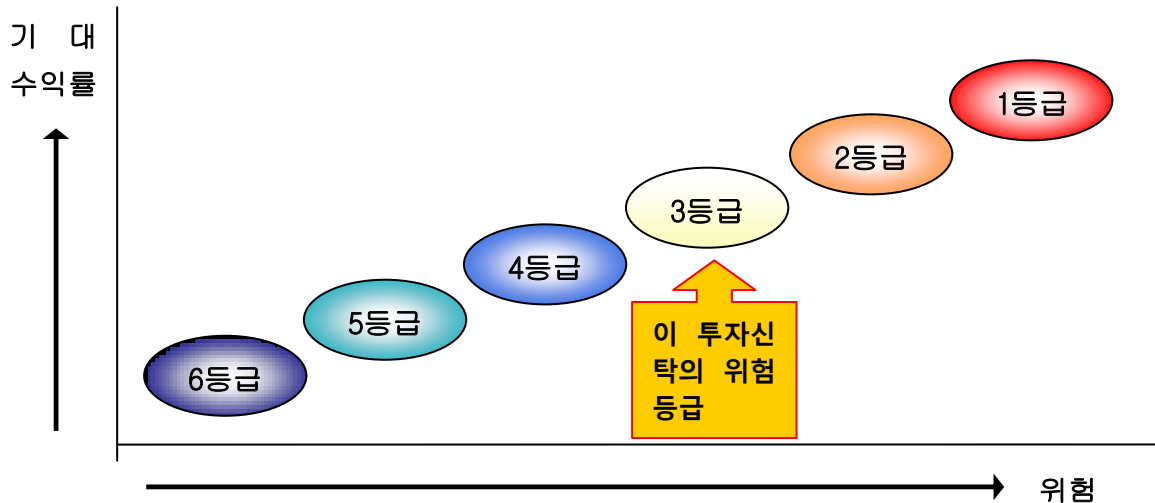 기 대
수익률
1등급
2등급
3등급
4등급
5등급
6등급
이 투자신
탁의 위험
등급
위험